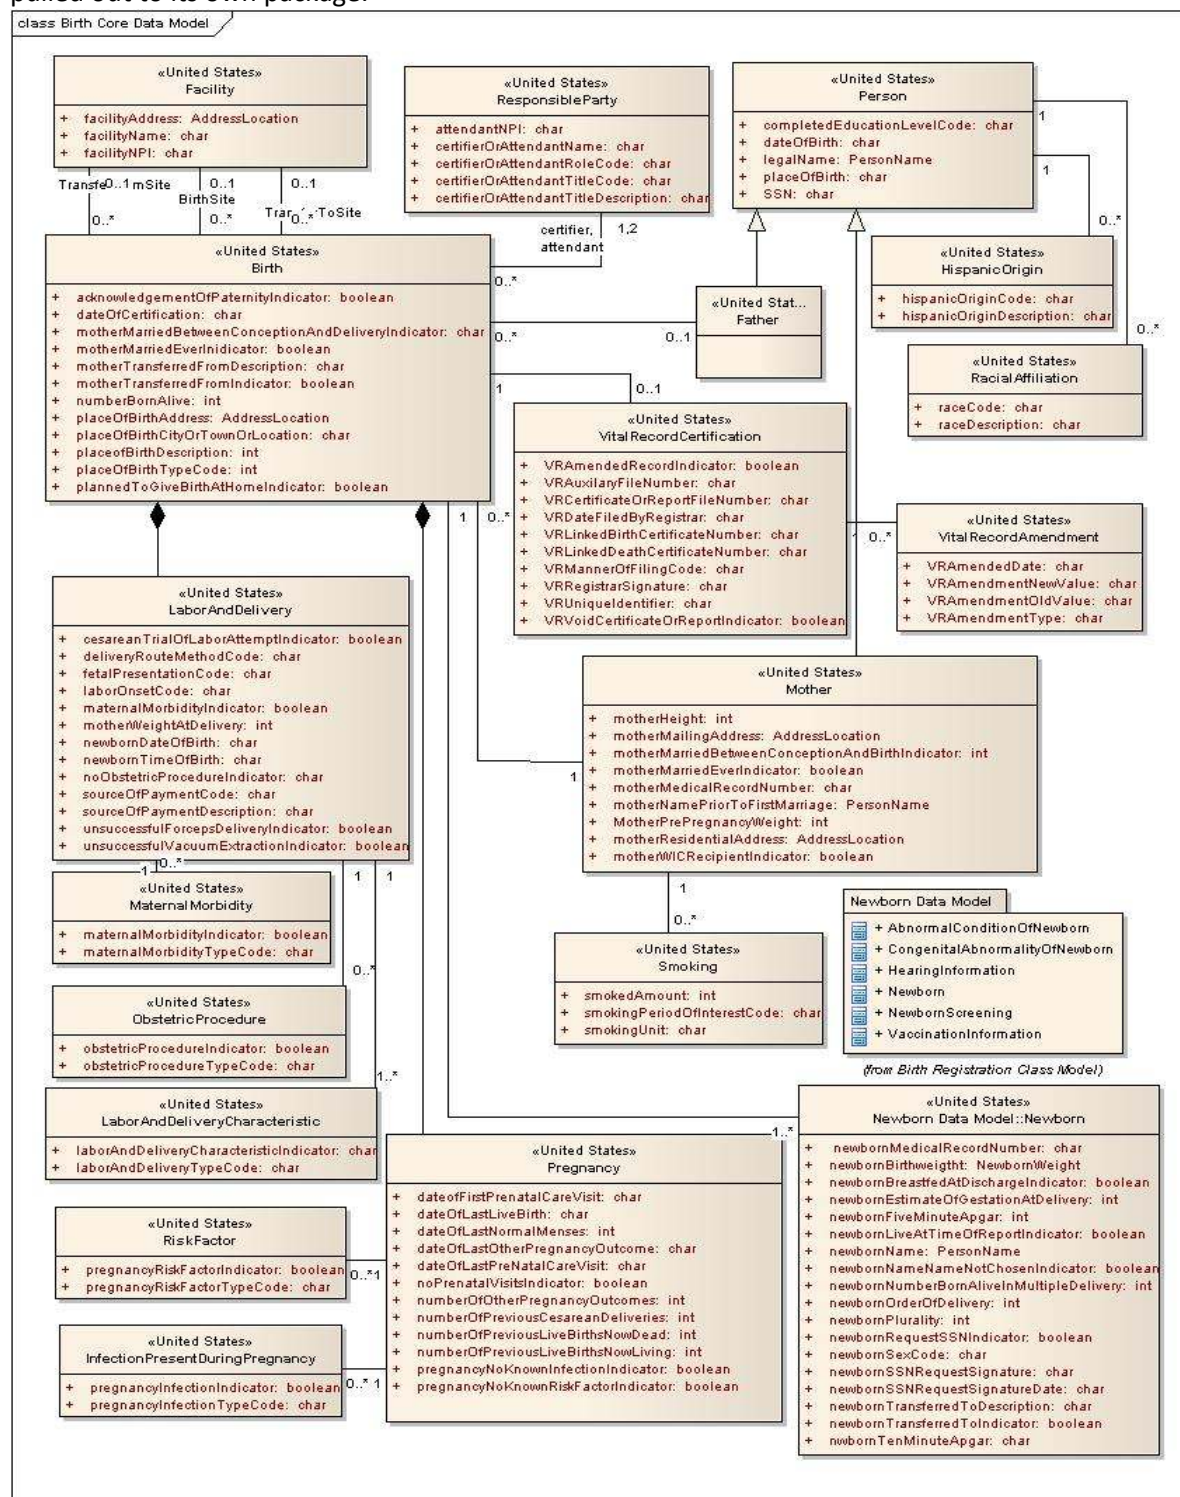 pulled out to its own package.
class Birth Core Data Model
«United States»
Facility
+ facilityAddress: AddressLocation
+ facilityName: char
+ facilityNPI: char
«United States»
ResponsibleParty
+ attendantNPI: char
+ certifierOrAttendantName: char
+ certifierOrAttendantRoleCode: char
+ certifierOrAttendantTitleCode: char
+ certifierOrAttendantTitleDescription: char
«United States»
Person
+ completedEducationLevelCode: char
+ dateOfBirth: char
+ legalName: PersonName
+ placeOfBirth: char
+ SSN: char
1
1
0..*
0..*
Transfe 0..1 mSite
0..*
0..1
BirthSite
0..*
0..1
ToSite
0..*
certifier,
attendant
1,2
0..*
«United States»
Birth
+ acknowledgementOfPaternityIndicator: boolean
+ dateOfCertification: char
+ motherMarriedBetweenConceptionAndDeliveryIndicator: char
+ motherMarriedEverInidicator: boolean
+ motherTransferredFromDescription: char
+ motherTransferredFromIndicator: boolean
+ numberBornAlive: int
+ placeOfBirthAddress: AddressLocation
+ placeOfBirthCityOrTownOrLocation: char
+ placeofBirthDescription: int
+ placeOfBirthTypeCode: int
+ plannedToGiveBirthAtHomeIndicator: boolean
0..*
0..1
1
0..1
1
0..*
«United Stat...
Father
«United States»
HispanicOrigin
+ hispanicOriginCode: char
+ hispanicOriginDescription: char
«United States»
RacialAffiliation
+ raceCode: char
+ raceDescription: char
«United States»
VitalRecordCertification
+ VRAmendedRecordIndicator: boolean
+ VRAuxilaryFileNumber: char
+ VRCertificateOrReportFileNumber: char
+ VRDateFiledByRegistrar: char
+ VRLinkedBirthCertificateNumber: char
+ VRLinkedDeathCertificateNumber: char
+ VRMannerOfFilingCode: char
+ VRRegistrarSignature: char
+ VRUniqueIdentifier: char
+ VRVoidCertificateOrReportIndicator: boolean
1
0..*
«United States»
VitalRecordAmendment
+ VRAmendedDate: char
+ VRAmendmentNewValue: char
+ VRAmendmentOldValue: char
+ VRAmendmentType: char
«United States»
LaborAndDelivery
+ cesareanTrialOfLaborAttemptIndicator: boolean
+ deliveryRouteMethodCode: char
+ fetalPresentationCode: char
+ laborOnsetCode: char
+ maternalMorbidityIndicator: boolean
+ motherWeightAtDelivery: int
+ newbornDateOfBirth: char
+ newbornTimeOfBirth: char
+ noObstetricProcedureIndicator: char
+ sourceOfPaymentCode: char
+ sourceOfPaymentDescription: char
+ unsuccessfulForcepsDeliveryIndicator: boolean
+ unsuccessfulVacuumExtractionIndicator: boolean
1
0..*
1
1
0..*
1..*
«United States»
Mother
+ motherHeight: int
+ motherMailingAddress: AddressLocation
+ motherMarriedBetweenConceptionAndBirthIndicator: int
+ motherMarriedEverIndicator: boolean
+ motherMedicalRecordNumber: char
+ motherNamePriorToFirstMarriage: PersonName
+ MotherPrePregnancyWeight: int
+ motherResidentialAddress: AddressLocation
+ motherWICRecipientIndicator: boolean
1
1
0..*
«United States»
MaternalMorbidity
+ maternalMorbidityIndicator: boolean
+ maternalMorbidityTypeCode: char
«United States»
Smoking
+ smokedAmount: int
+ smokingPeriodOfInterestCode: char
+ smokingUnit: char
Newborn Data Model
+ AbnormalConditionOfNewborn
+ CongenitalAbnormalityOfNewborn
+ HearingInformation
+ Newborn
+ NewbornScreening
+ VaccinationInformation
(from Birth Registration Class Model)
«United States»
ObstetricProcedure
+ obstetricProcedureIndicator: boolean
+ obstetricProcedureTypeCode: char
«United States»
LaborAndDeliveryCharacteristic
+ laborAndDeliveryCharacteristicIndicator: char
+ laborAndDeliveryTypeCode: char
«United States»
Pregnancy
+ dateofFirstPrenatalCareVisit: char
+ dateOfLastLiveBirth: char
+ dateOfLastNormalMenses: int
+ dateOfLastOtherPregnancyOutcome: char
+ dateOfLastPreNatalCareVisit: char
+ noPrenatalVisitsIndicator: boolean
+ numberOfOtherPregnancyOutcomes: int
+ numberOfPreviousCesareanDeliveries: int
+ numberOfPreviousLiveBirthsNowDead: int
+ numberOfPreviousLiveBirthsNowLiving: int
+ pregnancyNoKnownInfectionIndicator: boolean
+ pregnancyNoKnownRiskFactorIndicator: boolean
1..*
«United States»
Newborn Data Model::Newborn
+ newbornMedicalRecordNumber: char
+ newbornBirthweigtht: NewbornWeight
+ newbornBreastfedAtDischargeIndicator: boolean
+ newbornEstimateOfGestationAtDelivery: int
+ newbornFiveMinuteApgar: int
+ newbornLiveAtTimeOfReportIndicator: boolean
+ newbornName: PersonName
+ newbornNameNameNotChosenIndicator: boolean
+ newbornNumberBornAliveInMultipleDelivery: int
+ newbornOrderOfDelivery: int
+ newbornPlurality: int
+ newbornRequestSSNIndicator: boolean
+ newbornSexCode: char
+ newbornSSNRequestSignature: char
+ newbornSSNRequestSignatureDate: char
+ newbornTransferredToDescription: char
+ newbornTransferredToIndicator: boolean
+ nwbornTenMinuteApgar: char
«United States»
RiskFactor
+ pregnancyRiskFactorIndicator: boolean
+ pregnancyRiskFactorTypeCode: char
0..* 1
«United States»
InfectionPresentDuringPregnancy
+ pregnancyInfectionIndicator: boolean
+ pregnancyInfectionTypeCode: char
0..* 1